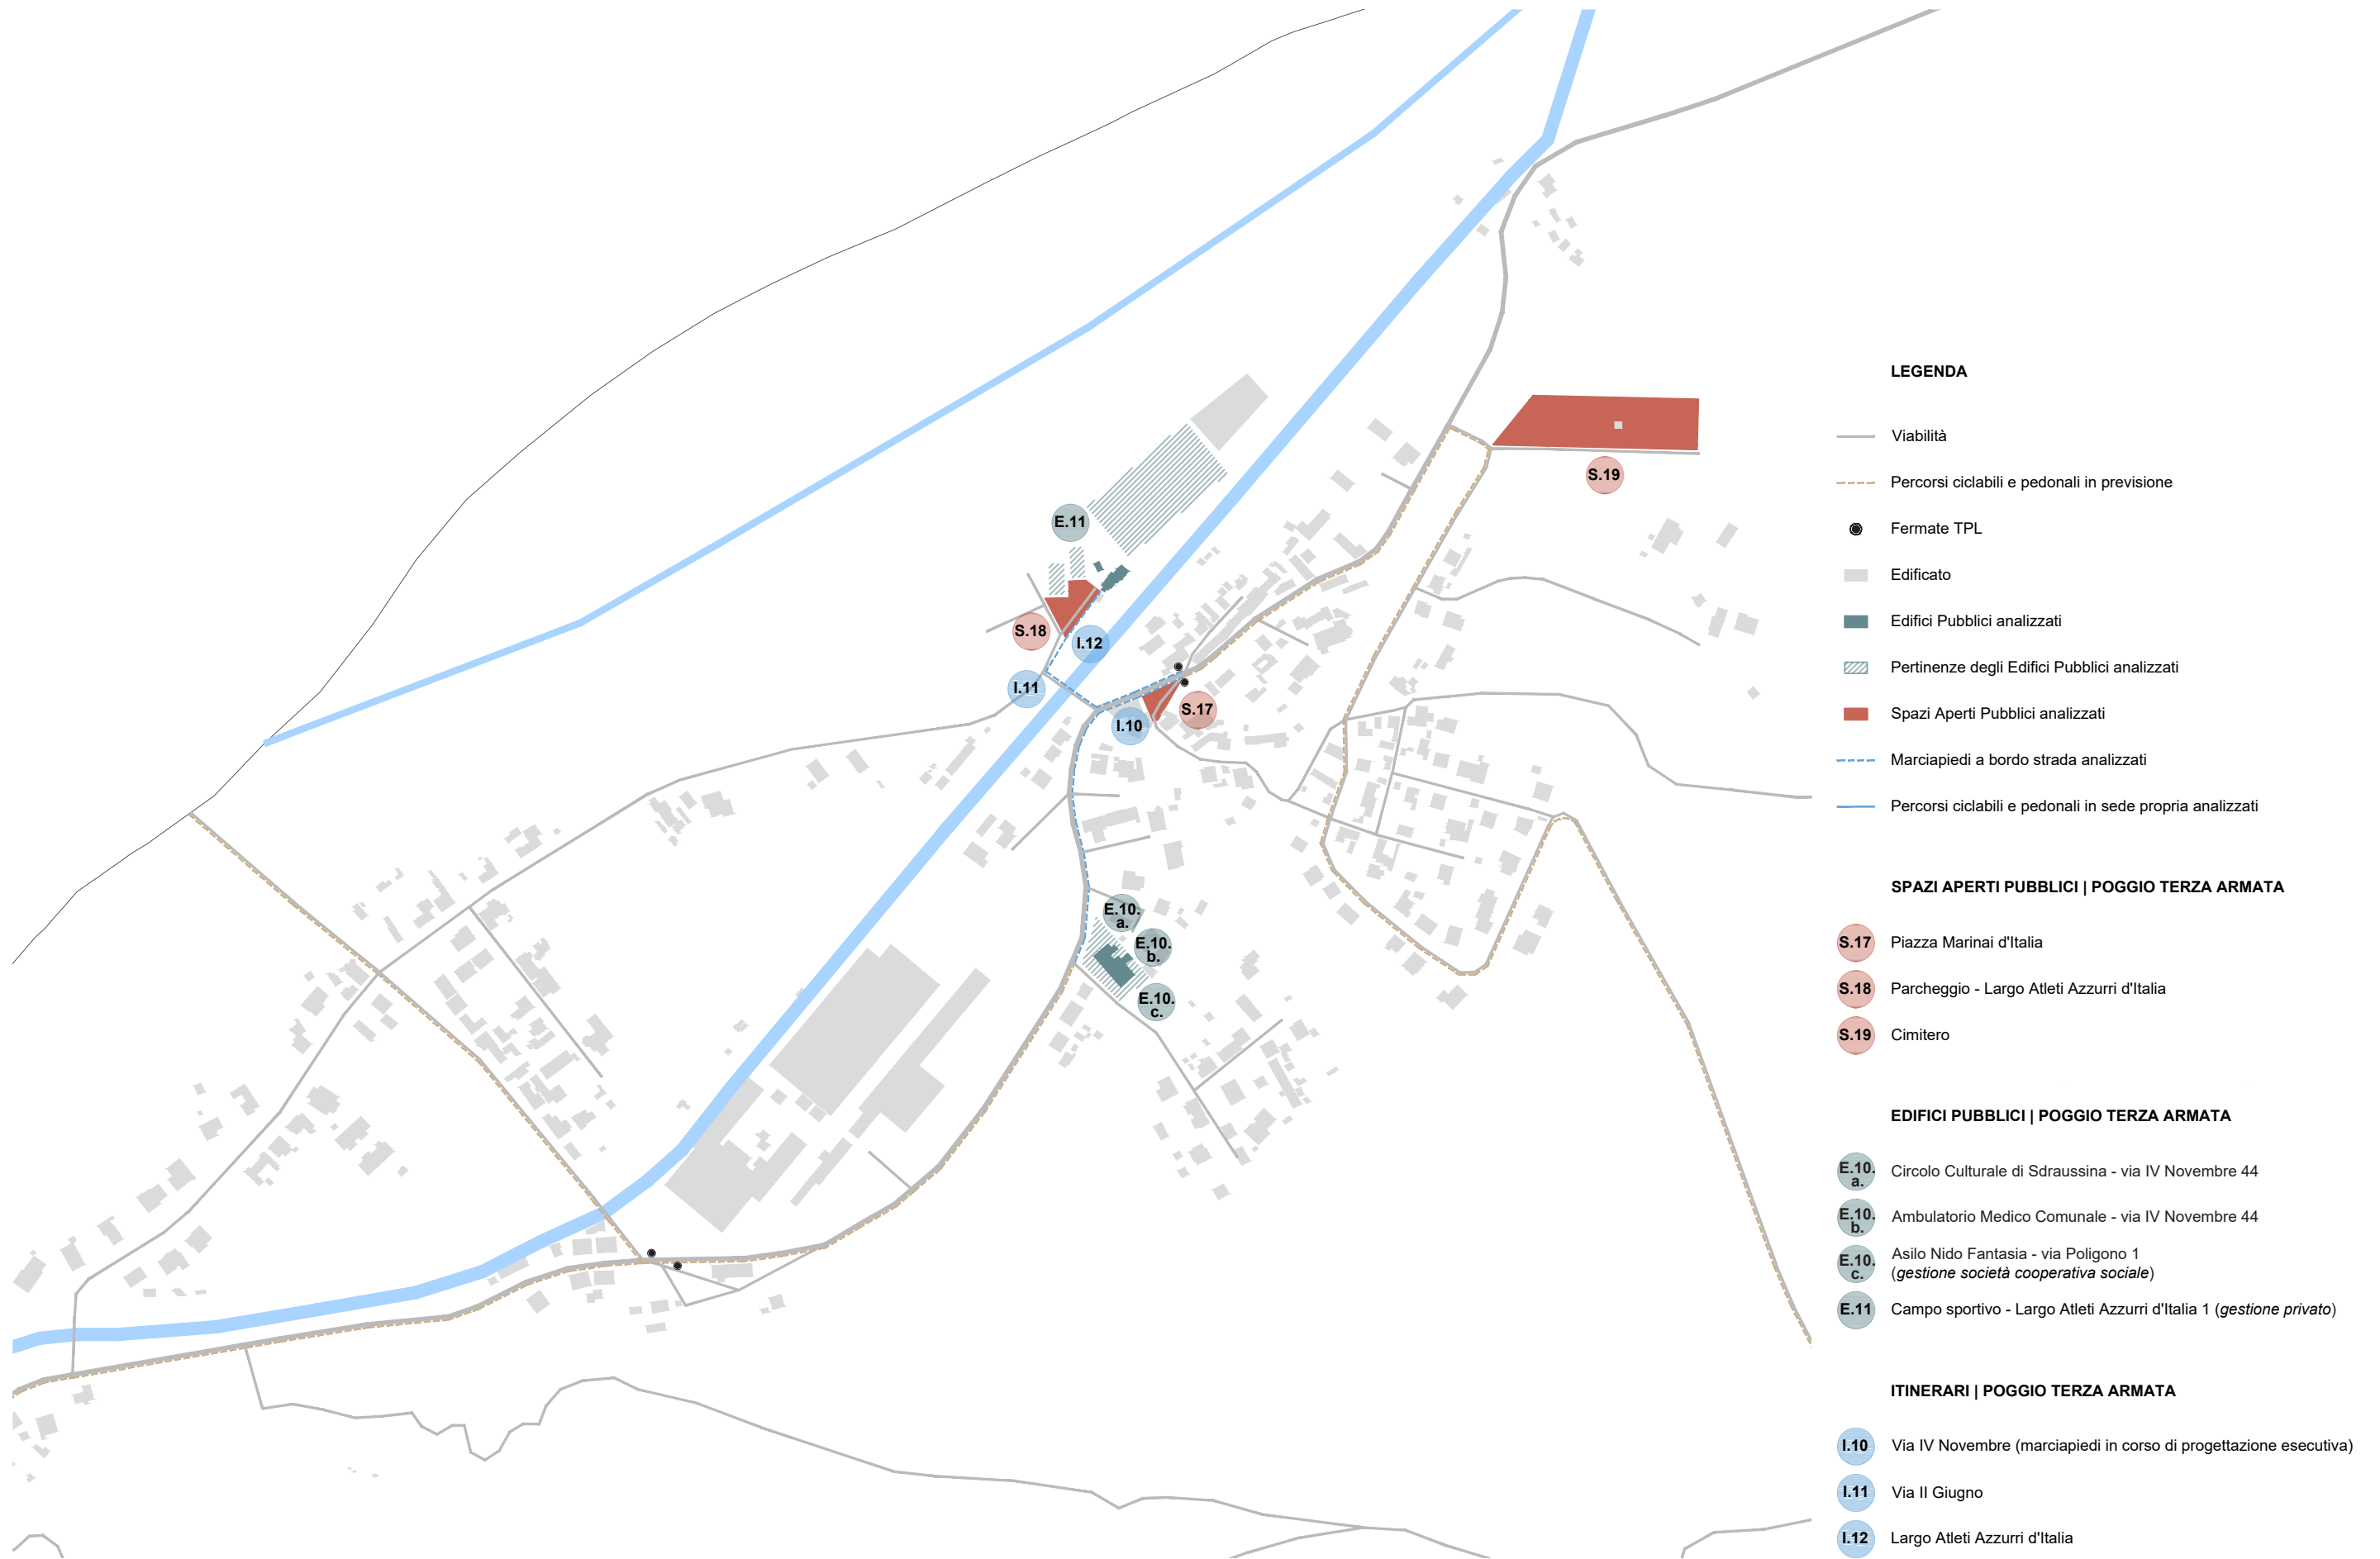 S.19
E.11
S.18
I.12
I.11
S.17
I.10
E.10.
a.
E.10.
b.
E.10.
c.
LEGENDA
Viabilità
Percorsi ciclabili e pedonali in previsione
Fermate TPL
Edificato
Edifici Pubblici analizzati
Pertinenze degli Edifici Pubblici analizzati
Spazi Aperti Pubblici analizzati
Marciapiedi a bordo strada analizzati
Percorsi ciclabili e pedonali in sede propria analizzati
SPAZI APERTI PUBBLICI | POGGIO TERZA ARMATA
S.17 Piazza Marinai d'Italia
S.18 Parcheggio - Largo Atleti Azzurri d'Italia
S.19 Cimitero
EDIFICI PUBBLICI | POGGIO TERZA ARMATA
E.10. a. Circolo Culturale di Sdraussina - via IV Novembre 44
E.10. b. Ambulatorio Medico Comunale - via IV Novembre 44
E.10. c. Asilo Nido Fantasia - via Poligono 1
(gestione società cooperativa sociale)
E.11 Campo sportivo - Largo Atleti Azzurri d'Italia 1 (gestione privato)
ITINERARI | POGGIO TERZA ARMATA
I.10 Via IV Novembre (marciapiedi in corso di progettazione esecutiva)
I.11 Via II Giugno
I.12 Largo Atleti Azzurri d'Italia